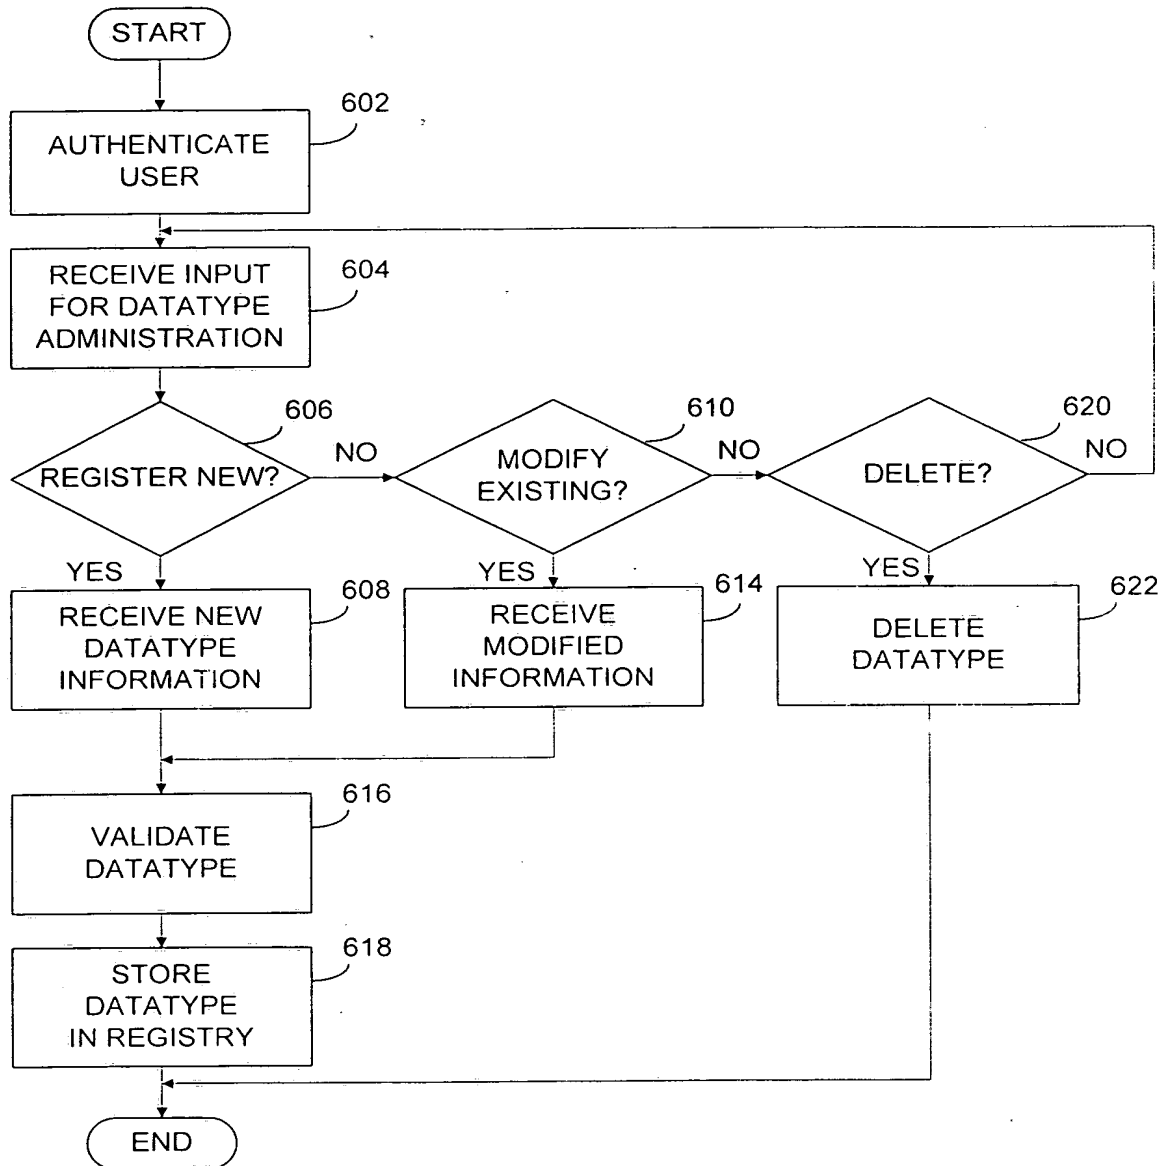 START
602
AUTHENTICATE
USER
604
RECEIVE INPUT
FOR DATATYPE
ADMINISTRATION
606
REGISTER NEW?
NO
610
MODIFY
EXISTING?
NO
620
DELETE?
NO
YES
608
RECEIVE NEW
DATATYPE
INFORMATION
YES
614
RECEIVE
MODIFIED
INFORMATION
YES
622
DELETE
DATATYPE
616
VALIDATE
DATATYPE
618
STORE
DATATYPE
IN REGISTRY
END